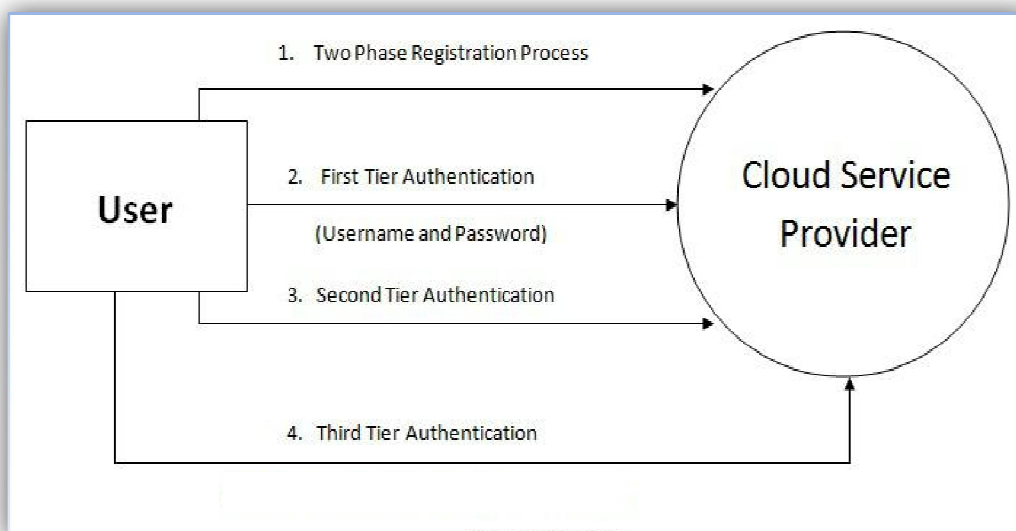 1. Two Phase Registration Process
User
2. First Tier Authentication
(Username and Password)
Cloud Service
Provider
3. Second Tier Authentication
4. Third Tier Authentication